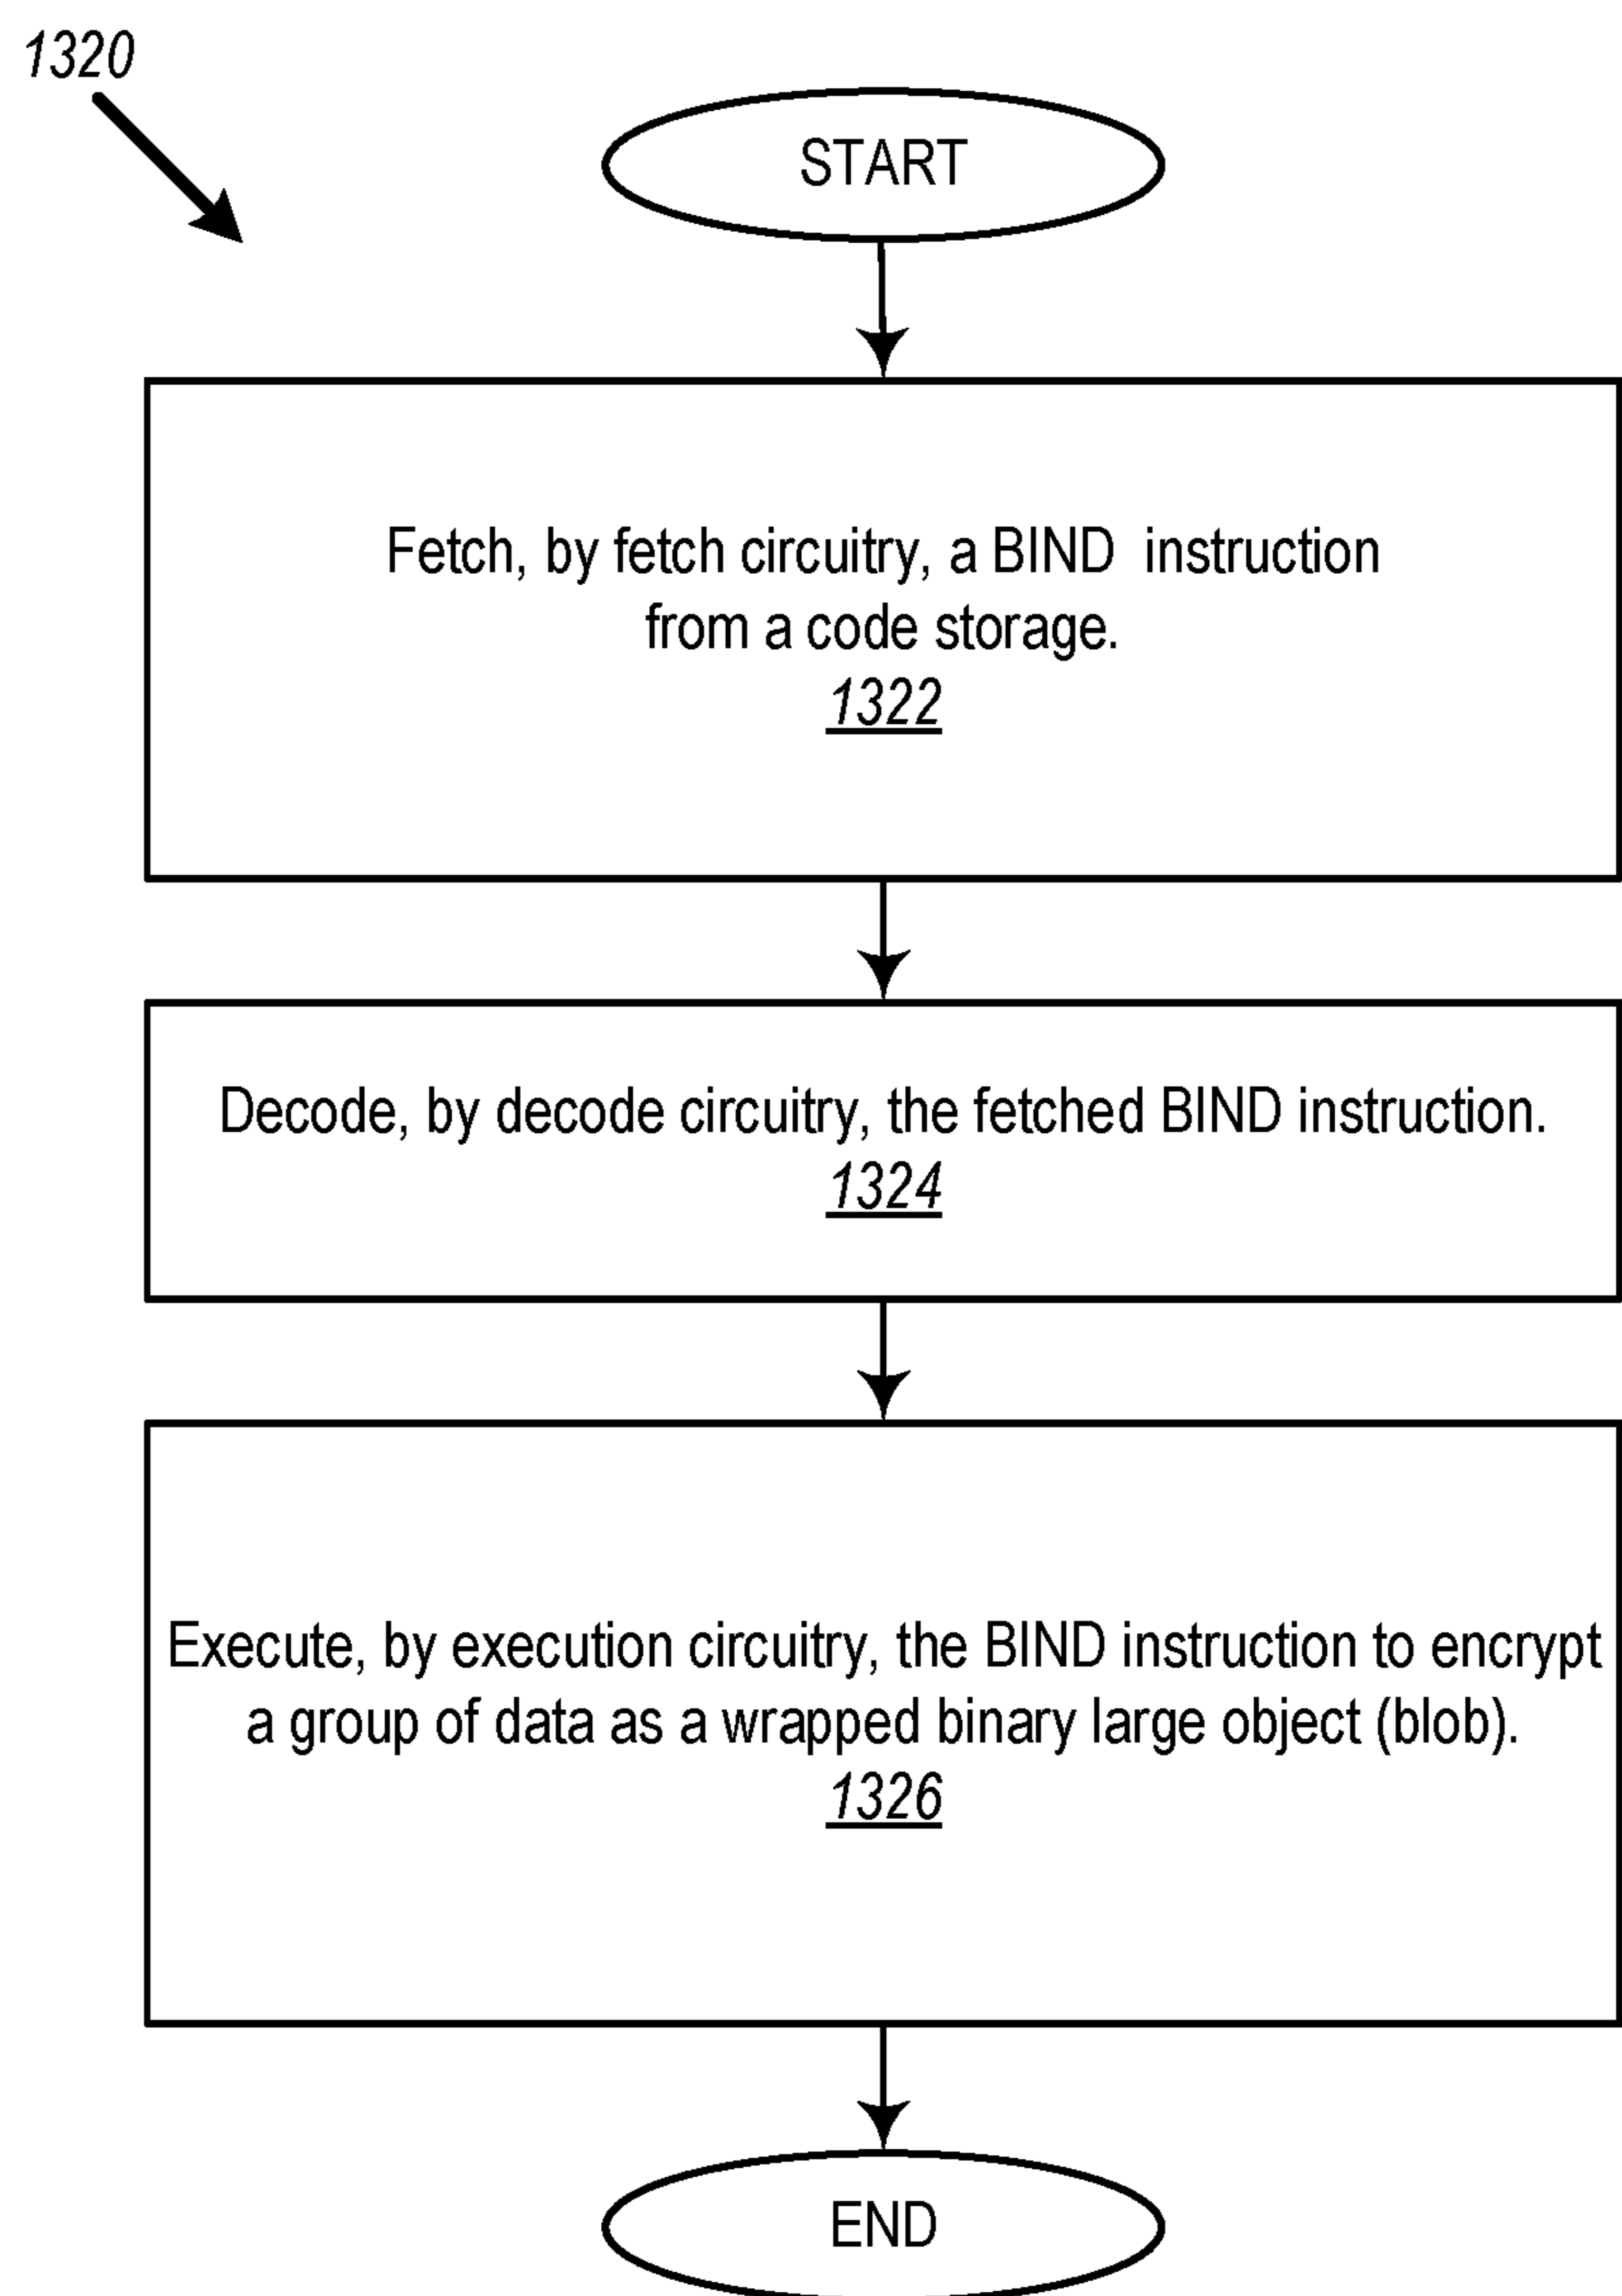 1320
START
Fetch, by fetch circuitry, a BIND instruction
from a code storage.
1322
Decode, by decode circuitry, the fetched BIND instruction.
1324
Execute, by execution circuitry, the BIND instruction to encrypt
a group of data as a wrapped binary large object (blob).
1326
END